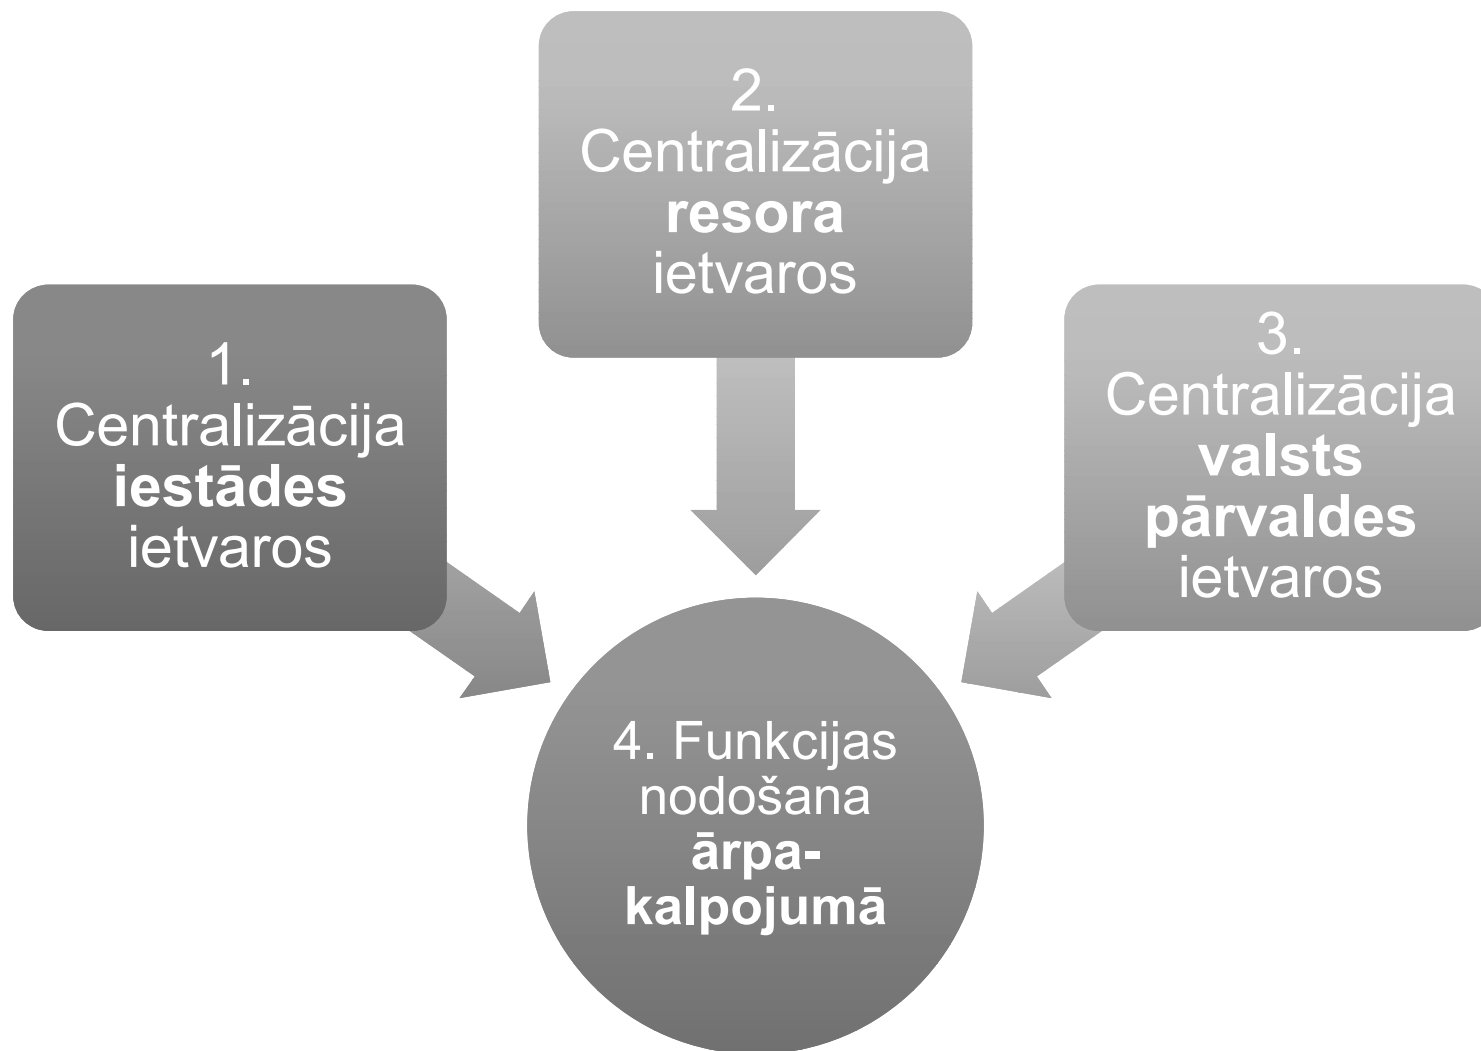 1.
Centralizācija
iestādes
ietvaros
2.
Centralizācija
resora
ietvaros
3.
Centralizācija
valsts
pārvaldes
ietvaros
4. Funkcijas
nodošana
ārpa-
kalpojumā